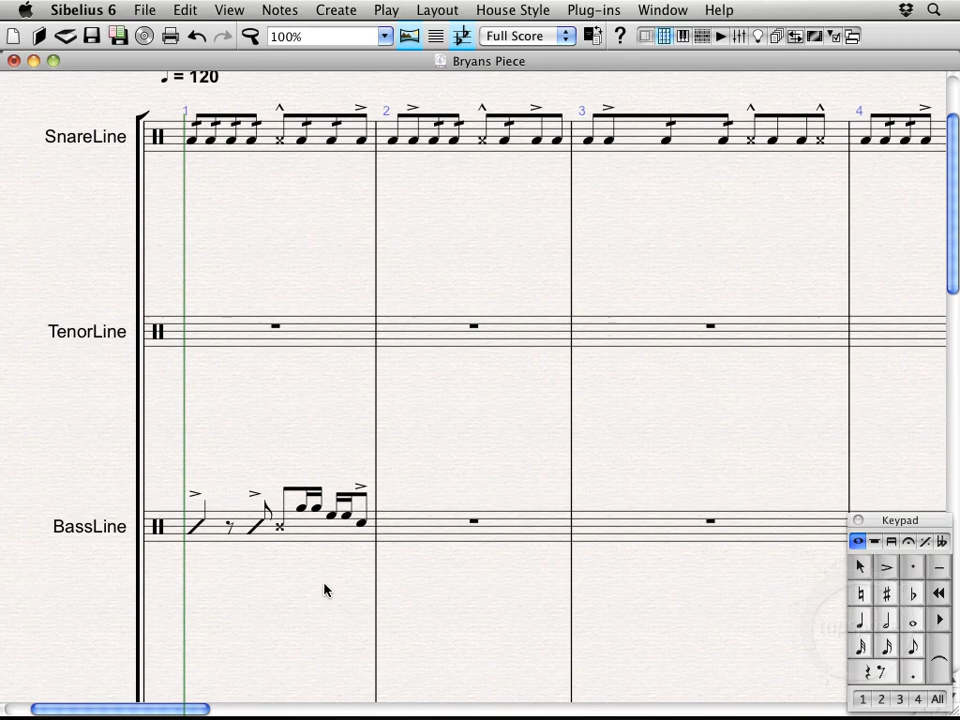 Sibelius 6 File Edit View Notes Create Play Layout House Style Plug-ins Window Help
100% Full Score ?
Bryans Piece
= 120
1 2 3 4
SnareLine
TenorLine
BassLine
Keypad
1 2 3 4 All